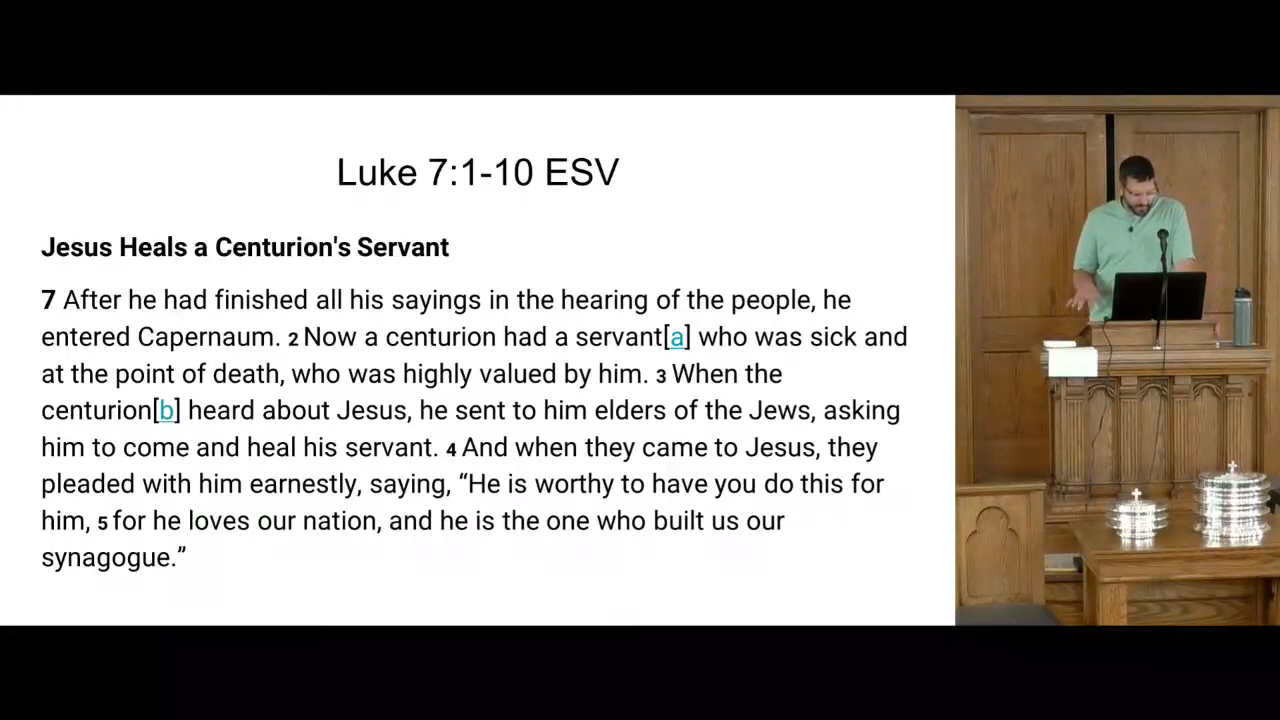 Luke 7:1-10 ESV
Jesus Heals a Centurion's Servant
7 After he had finished all his sayings in the hearing of the people, he
entered Capernaum. 2 Now a centurion had a servant[a] who was sick and
at the point of death, who was highly valued by him. 3 When the
centurion[b] heard about Jesus, he sent to him elders of the Jews, asking
him to come and heal his servant. 4 And when they came to Jesus, they
pleaded with him earnestly, saying, “He is worthy to have you do this for
him, 5 for he loves our nation, and he is the one who built us our
synagogue.”